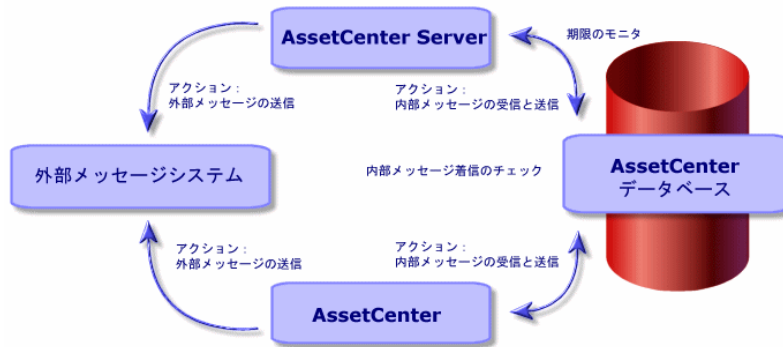 AssetCenter Server
期限のモニタ
アクション：
外部メッセージの送信
アクション：
内部メッセージの受信と送信
外部メッセージシステム
内部メッセージ着信のチェック
AssetCenter
データベース
アクション：
外部メッセージの送信
アクション：
内部メッセージの受信と送信
AssetCenter